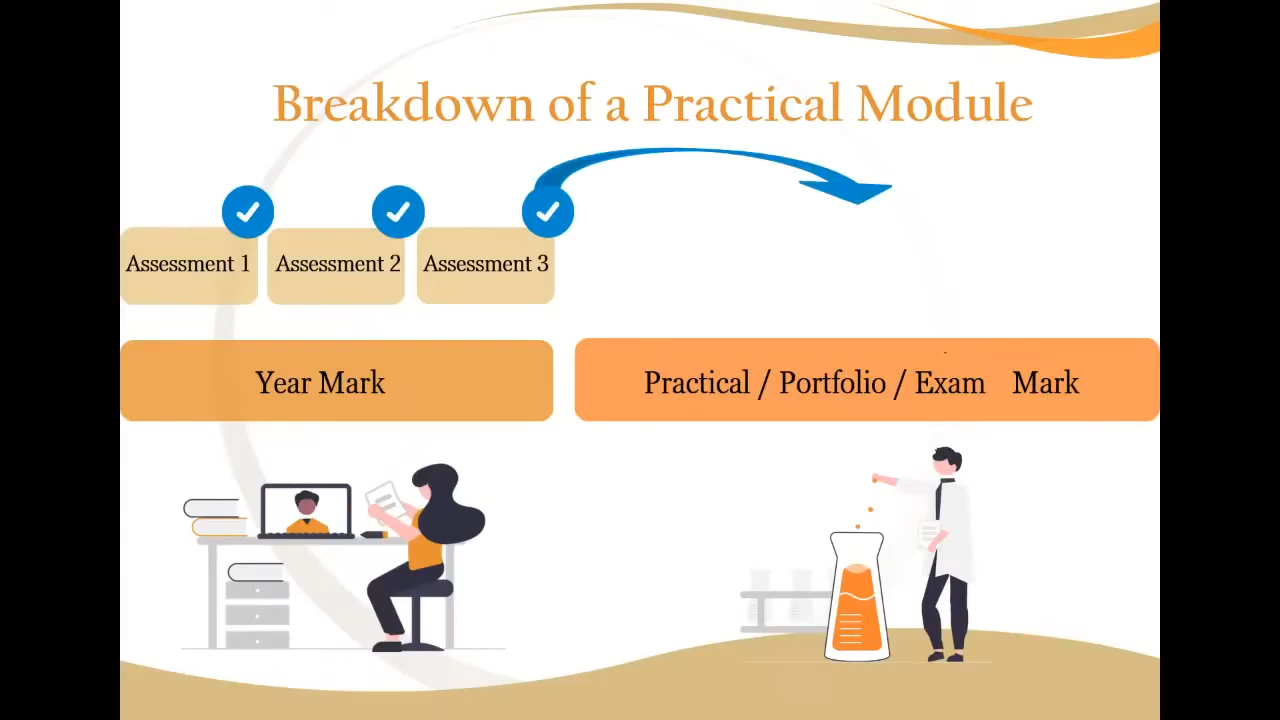 Breakdown of a Practical Module
Assessment 1
Assessment 2
Assessment 3
Year Mark
Practical / Portfolio / Exam Mark